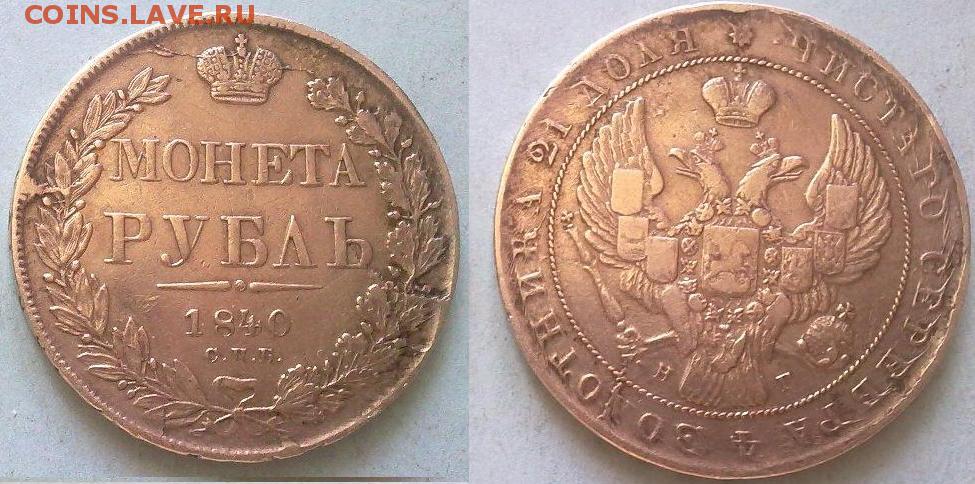 COINS.LAVE.RU
МОНЕТА
РУБЛЬ
1840
С.П.Б.
ЧИСТАГО СЕРЕБРА 4 ЗОЛОТНИКА 21 ДОЛЯ
Н Г